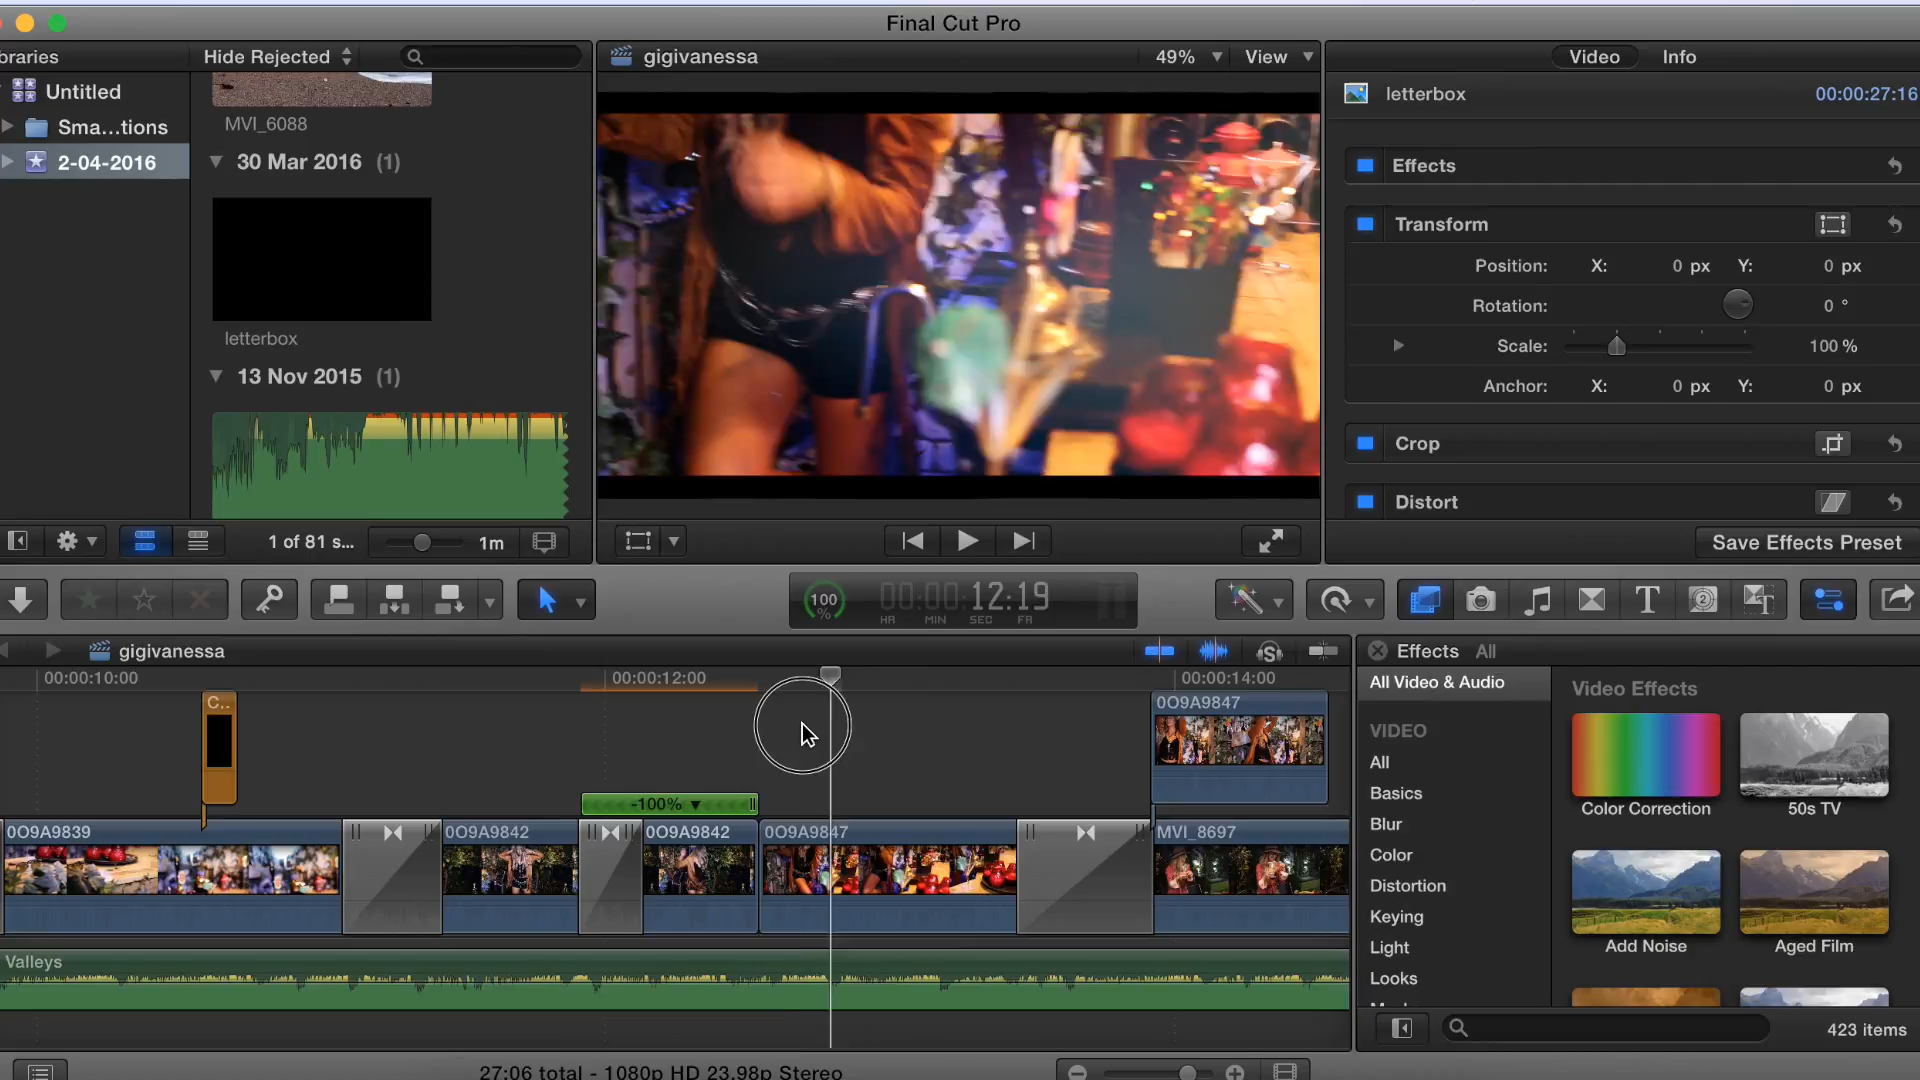 Final Cut Pro
braries
Hide Rejected
gigivanessa
49%
View
Video
Info
Untitled
Sma...tions
2-04-2016
MVI_6088
30 Mar 2016 (1)
letterbox
13 Nov 2015 (1)
letterbox
00:00:27:16
Effects
Transform
Position: X: 0 px Y: 0 px
Rotation: 0 °
Scale: 100 %
Anchor: X: 0 px Y: 0 px
Crop
Distort
1 of 81 s...
1m
Save Effects Preset
100 %
00:00:12:19
HR MIN SEC FR
gigivanessa
Effects All
00:00:10:00
00:00:12:00
00:00:14:00
C..
0O9A9847
-100%
0O9A9839
0O9A9842
0O9A9842
0O9A9847
MVI_8697
Valleys
All Video & Audio
VIDEO
All
Basics
Blur
Color
Distortion
Keying
Light
Looks
Video Effects
Color Correction
50s TV
Add Noise
Aged Film
423 items
27:06 total - 1080p HD 23.98p Stereo